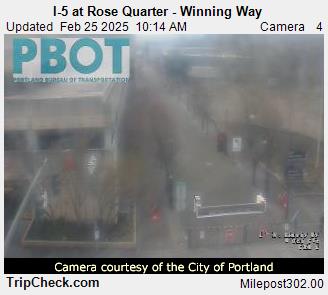 I-5 at Rose Quarter - Winning Way
Updated Feb 25 2025 10:14 AM Camera 4
PBOT
PORTLAND BUREAU OF TRANSPORTATION
Camera courtesy of the City of Portland
TripCheck.com Milepost302.00